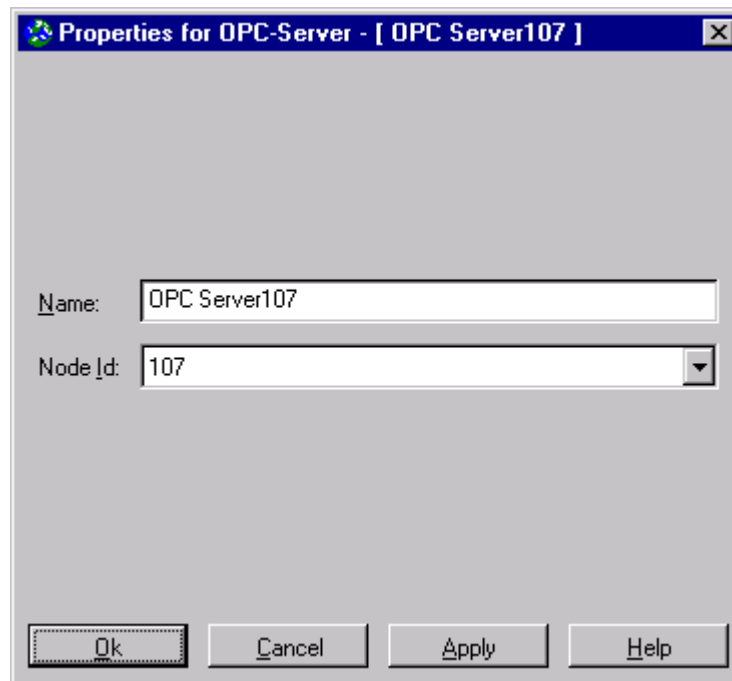 Properties for OPC-Server - [ OPC Server107 ]
Name: OPC Server107
Node Id: 107
Ok Cancel Apply Help